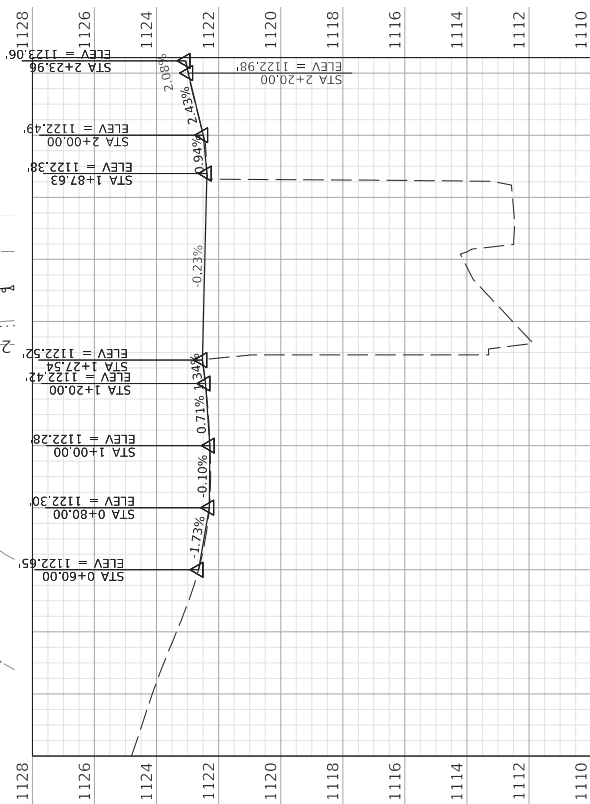 1128
1126
1124
1122
1120
1118
1116
1114
1112
1110
STA 2+23.96
ELEV = 1123.06'
STA 2+20.00
ELEV = 1122.98'
2.08%
2.43%
STA 2+00.00
ELEV = 1122.49'
0.94%
STA 1+87.63
ELEV = 1122.38'
-0.23%
STA 1+27.54
ELEV = 1122.52'
1.34%
STA 1+20.00
ELEV = 1122.42'
0.71%
STA 1+00.00
ELEV = 1122.28'
-0.10%
STA 0+80.00
ELEV = 1122.30'
-1.73%
STA 0+60.00
ELEV = 1122.65'
2
1128
1126
1124
1122
1120
1118
1116
1114
1112
1110